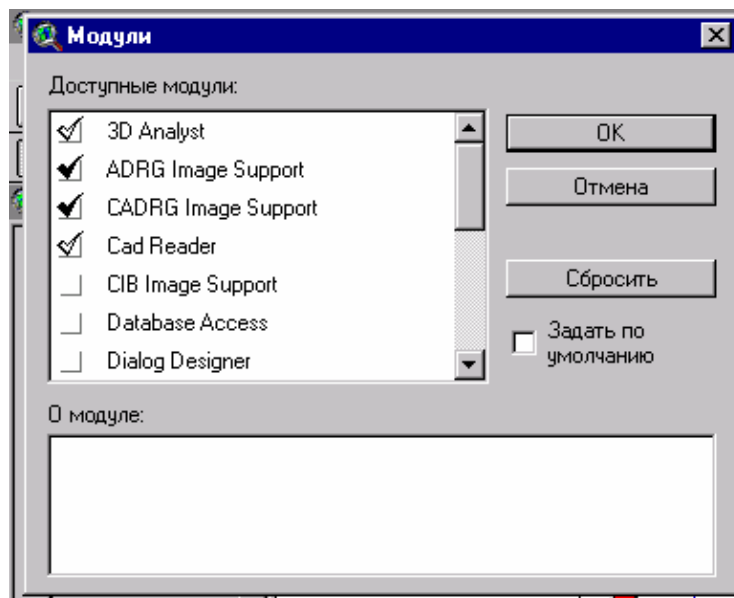 Модули
Доступные модули:
3D Analyst
ADRG Image Support
CADRG Image Support
Cad Reader
CIB Image Support
Database Access
Dialog Designer
OK
Отмена
Сбросить
Задать по
умолчанию
О модуле: